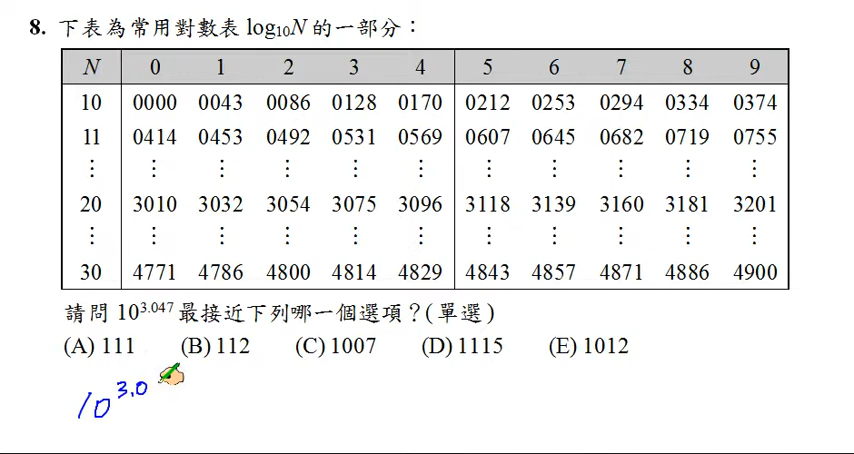 8. 下表為常用對數表 log₁₀N 的一部分：
N 0 1 2 3 4 5 6 7 8 9
10 0000 0043 0086 0128 0170 0212 0253 0294 0334 0374
11 0414 0453 0492 0531 0569 0607 0645 0682 0719 0755
⋮ ⋮ ⋮ ⋮ ⋮ ⋮ ⋮ ⋮ ⋮ ⋮ ⋮
20 3010 3032 3054 3075 3096 3118 3139 3160 3181 3201
⋮ ⋮ ⋮ ⋮ ⋮ ⋮ ⋮ ⋮ ⋮ ⋮ ⋮
30 4771 4786 4800 4814 4829 4843 4857 4871 4886 4900
請問 10³·⁰⁴⁷ 最接近下列哪一個選項？(單選)
(A) 111 (B) 112 (C) 1007 (D) 1115 (E) 1012
10³·⁰